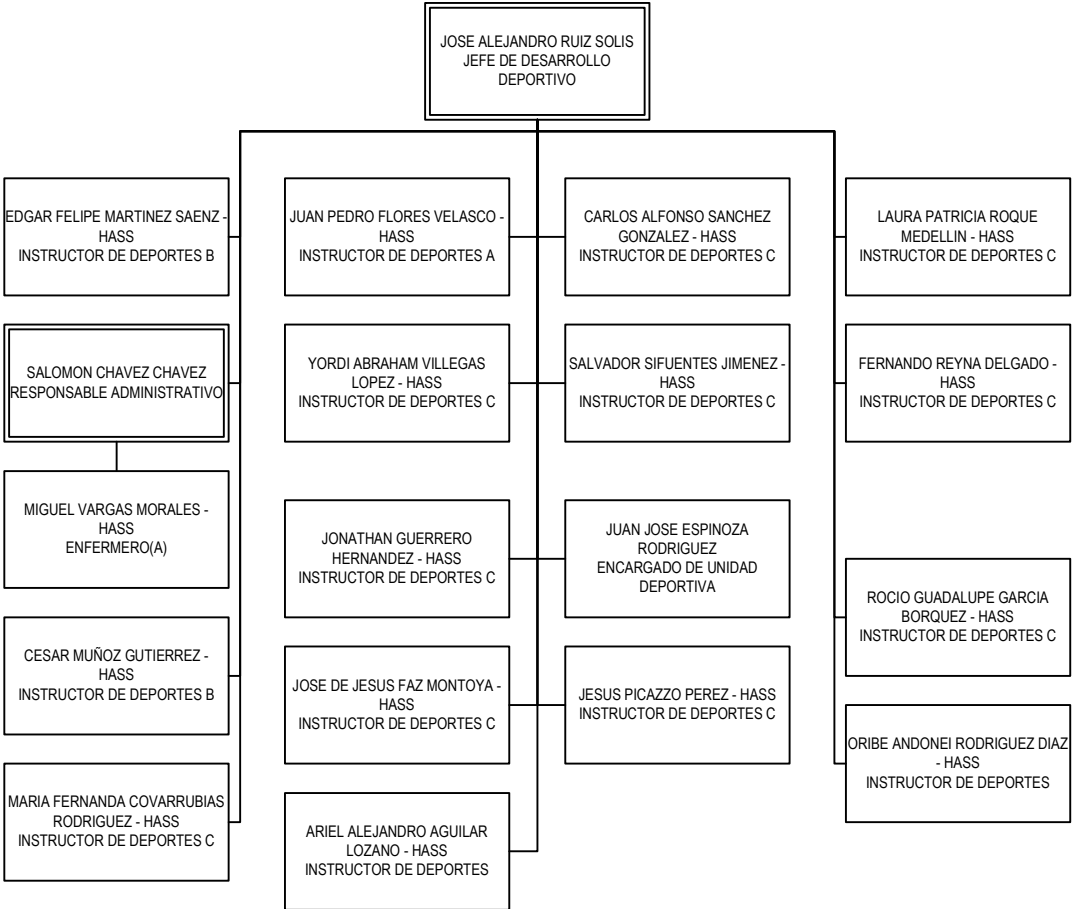 JOSE ALEJANDRO RUIZ SOLIS
JEFE DE DESARROLLO
DEPORTIVO
EDGAR FELIPE MARTINEZ SAENZ -
HASS
INSTRUCTOR DE DEPORTES B
JUAN PEDRO FLORES VELASCO -
HASS
INSTRUCTOR DE DEPORTES A
CARLOS ALFONSO SANCHEZ
GONZALEZ - HASS
INSTRUCTOR DE DEPORTES C
LAURA PATRICIA ROQUE
MEDELLIN - HASS
INSTRUCTOR DE DEPORTES C
SALOMON CHAVEZ CHAVEZ
RESPONSABLE ADMINISTRATIVO
YORDI ABRAHAM VILLEGAS
LOPEZ - HASS
INSTRUCTOR DE DEPORTES C
SALVADOR SIFUENTES JIMENEZ -
HASS
INSTRUCTOR DE DEPORTES C
FERNANDO REYNA DELGADO -
HASS
INSTRUCTOR DE DEPORTES C
MIGUEL VARGAS MORALES -
HASS
ENFERMERO(A)
JONATHAN GUERRERO
HERNANDEZ - HASS
INSTRUCTOR DE DEPORTES C
JUAN JOSE ESPINOZA
RODRIGUEZ
ENCARGADO DE UNIDAD
DEPORTIVA
ROCIO GUADALUPE GARCIA
BORQUEZ - HASS
INSTRUCTOR DE DEPORTES C
CESAR MUÑOZ GUTIERREZ -
HASS
INSTRUCTOR DE DEPORTES B
JOSE DE JESUS FAZ MONTOYA -
HASS
INSTRUCTOR DE DEPORTES C
JESUS PICAZZO PEREZ - HASS
INSTRUCTOR DE DEPORTES C
ORIBE ANDONEI RODRIGUEZ DIAZ
- HASS
INSTRUCTOR DE DEPORTES
MARIA FERNANDA COVARRUBIAS
RODRIGUEZ - HASS
INSTRUCTOR DE DEPORTES C
ARIEL ALEJANDRO AGUILAR
LOZANO - HASS
INSTRUCTOR DE DEPORTES